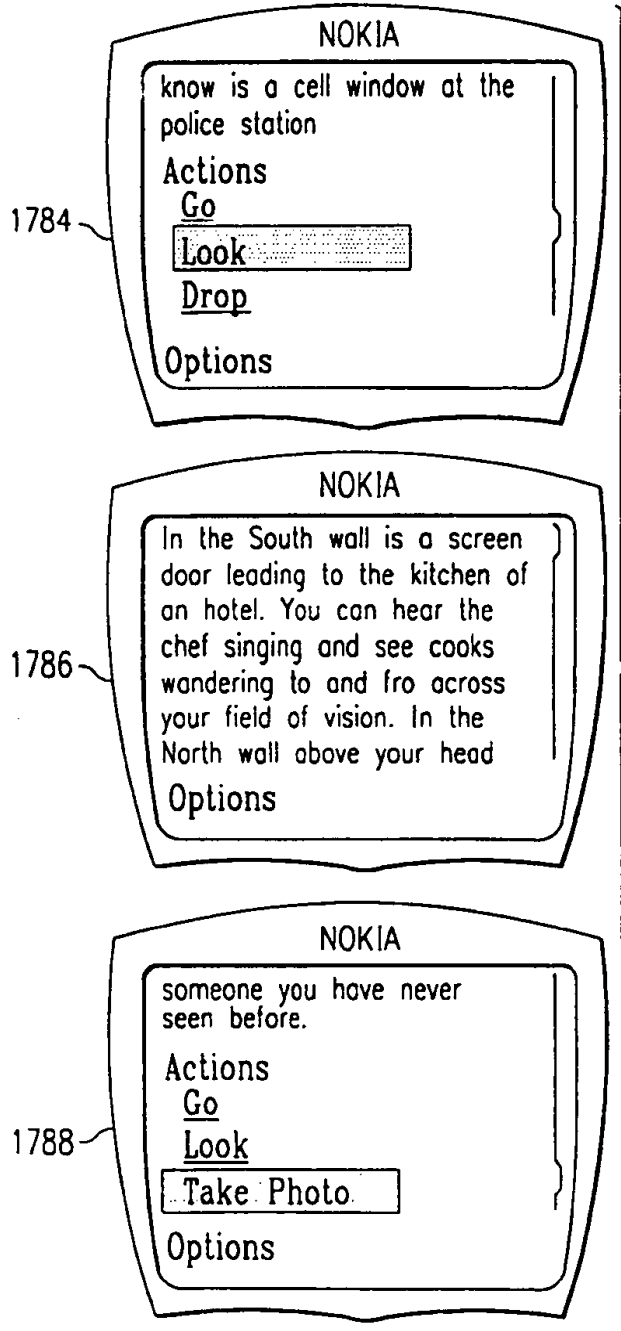 NOKIA
know is a cell window at the
police station
Actions
Go
Look
Drop
Options
1784
NOKIA
In the South wall is a screen
door leading to the kitchen of
an hotel. You can hear the
chef singing and see cooks
wandering to and fro across
your field of vision. In the
North wall above your head
Options
1786
NOKIA
someone you have never
seen before.
Actions
Go
Look
Take Photo
Options
1788